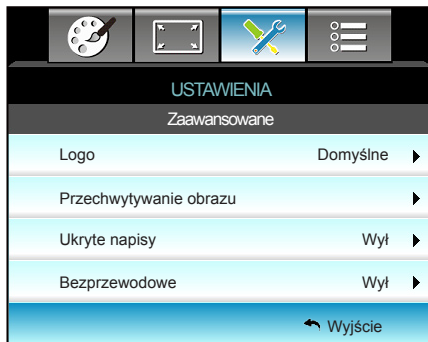 USTAWIENIA
Zaawansowane
Logo Domyślne
Przechwytywanie obrazu
Ukryte napisy Wył
Bezprzewodowe Wył
Wyjście